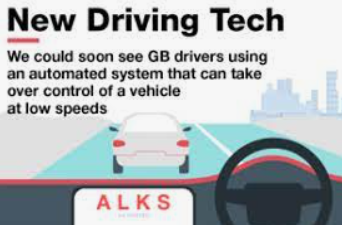 New Driving Tech
We could soon see GB drivers using
an automated system that can take
over control of a vehicle
at low speeds
ALKS